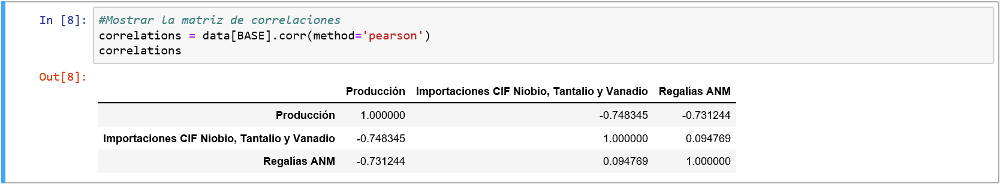 In [8]: #Mostrar la matriz de correlaciones
correlations = data[BASE].corr(method='pearson')
correlations
Out[8]:
Producción Importaciones CIF Niobio, Tantalio y Vanadio Regalías ANM
Producción 1.000000 -0.748345 -0.731244
Importaciones CIF Niobio, Tantalio y Vanadio -0.748345 1.000000 0.094769
Regalías ANM -0.731244 0.094769 1.000000